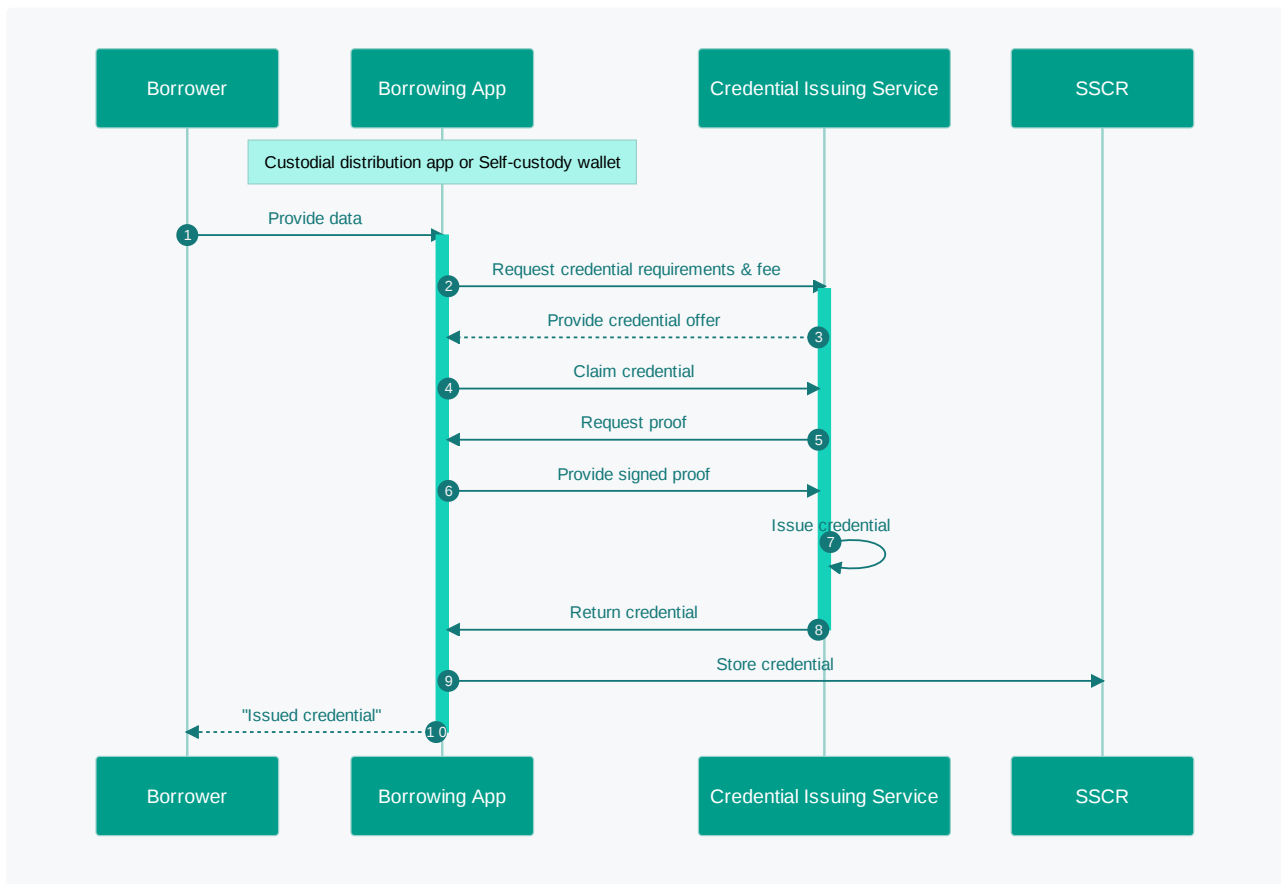 Borrower
Borrowing App
Credential Issuing Service
SSCR
Custodial distribution app or Self-custody wallet
Provide data
1
Request credential requirements & fee
2
Provide credential offer
3
Claim credential
4
Request proof
5
Provide signed proof
6
Issue credential
7
Return credential
8
Store credential
9
"Issued credential"
10
Borrower
Borrowing App
Credential Issuing Service
SSCR